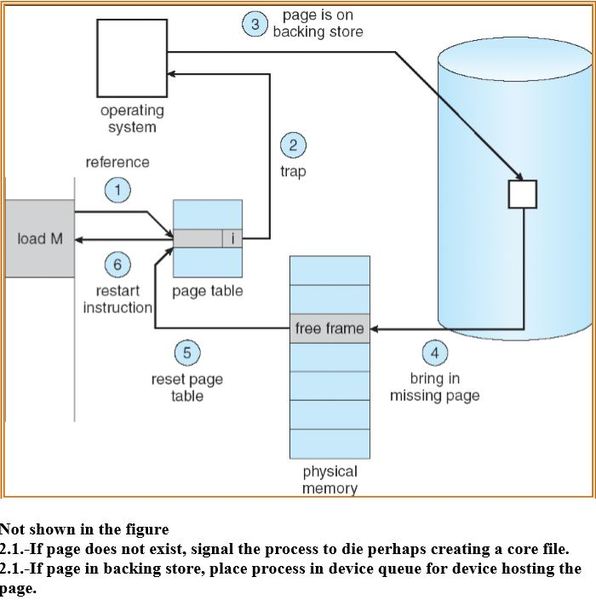 3
page is on
backing store
operating
system
2
trap
reference
1
load M
i
6
restart
instruction
page table
free frame
5
reset page
table
4
bring in
missing page
physical
memory
Not shown in the figure
2.1.-If page does not exist, signal the process to die perhaps creating a core file.
2.1.-If page in backing store, place process in device queue for device hosting the
page.